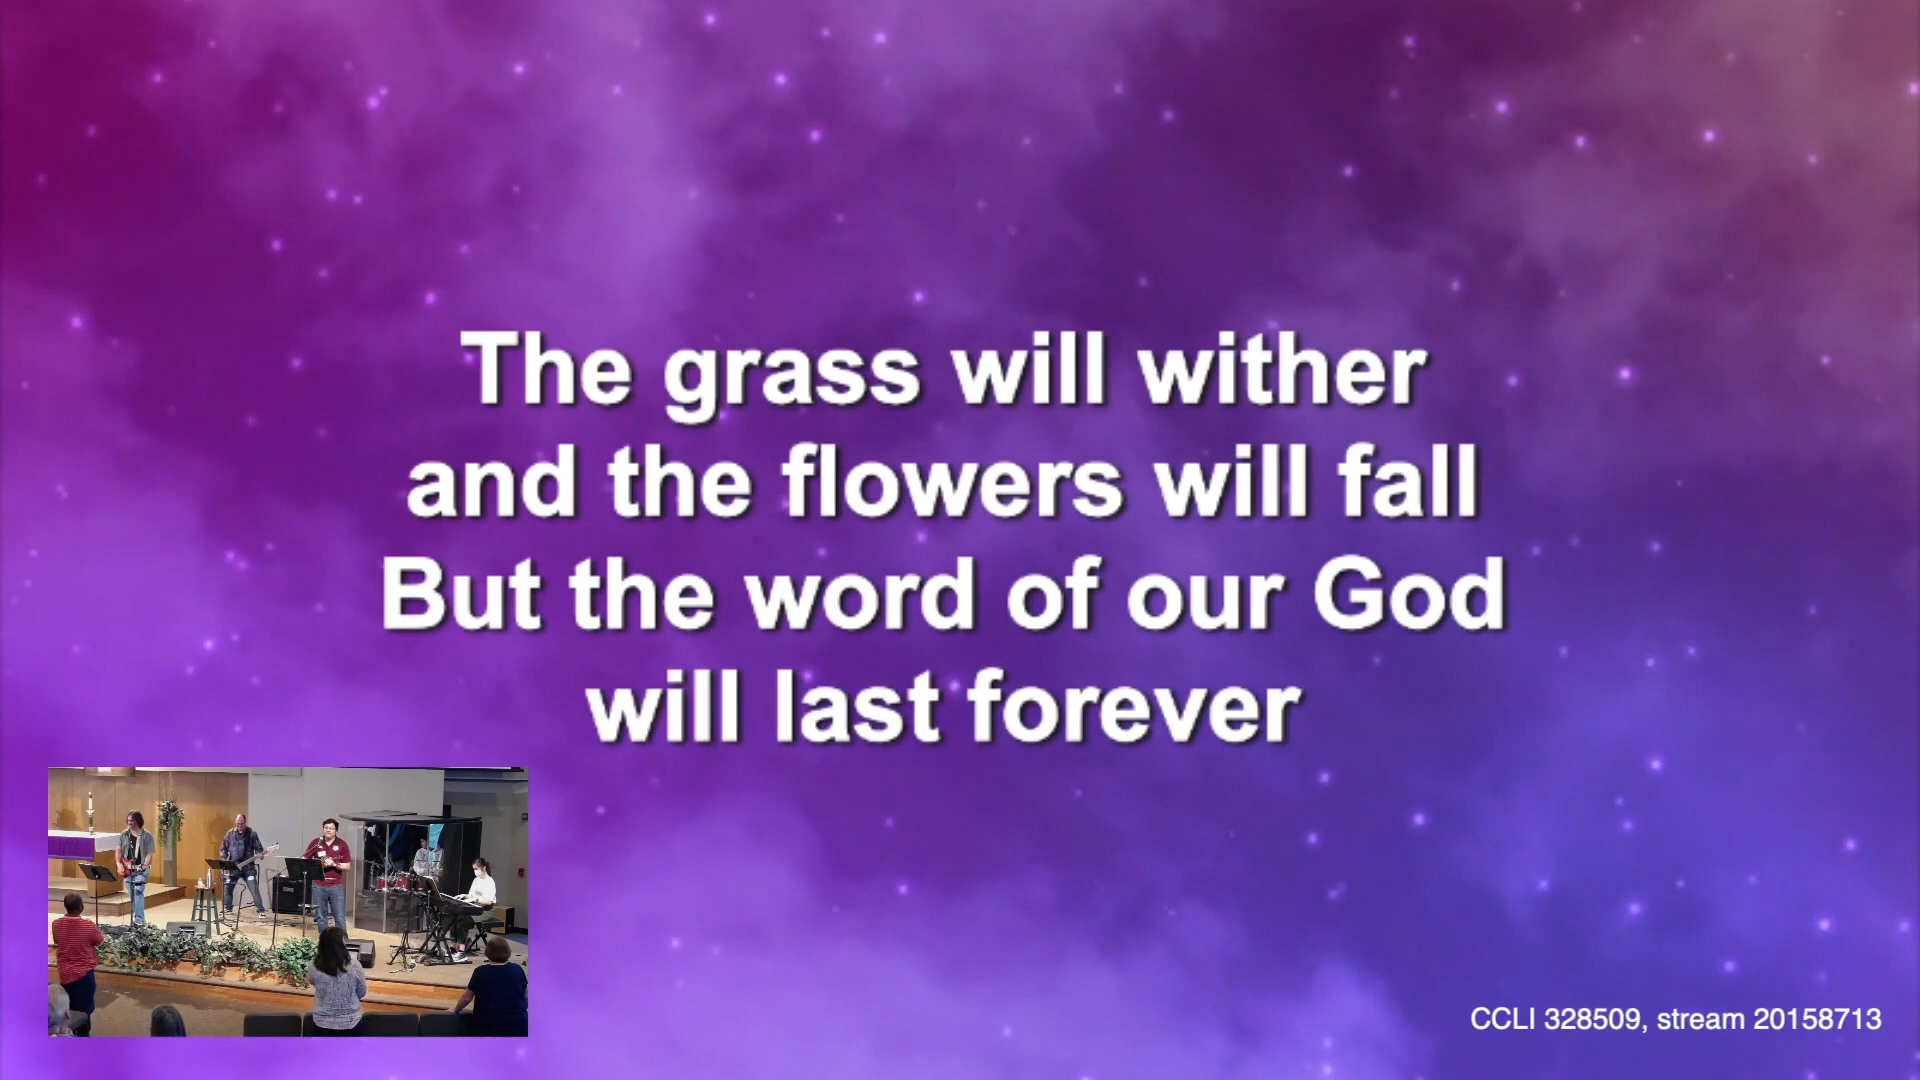 The grass will wither
and the flowers will fall
But the word of our God
will last forever
CCLI 328509, stream 20158713